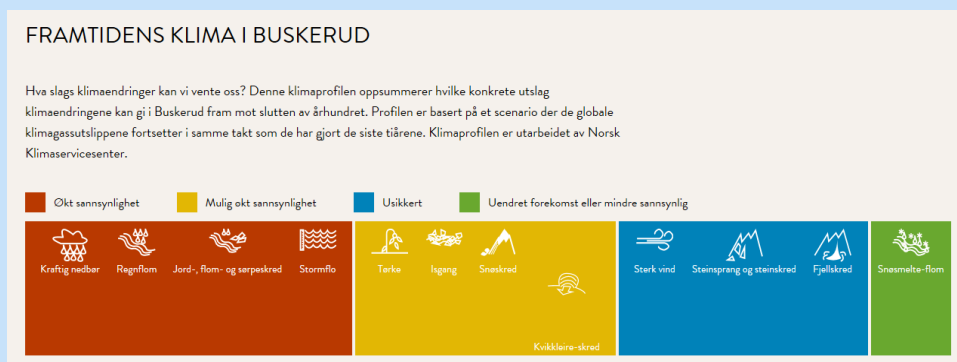 FRAMTIDENS KLIMA I BUSKERUD
Hva slags klimaendringer kan vi vente oss? Denne klimaprofilen oppsummerer hvilke konkrete utslag
klimaendringene kan gi i Buskerud fram mot slutten av århundret. Profilen er basert på et scenario der de globale
klimagassutslippene fortsetter i samme takt som de har gjort de siste tiårene. Klimaprofilen er utarbeidet av Norsk
Klimaservicesenter.
Økt sannsynlighet
Mulig økt sannsynlighet
Usikkert
Uendret forekomst eller mindre sannsynlig
Kraftig nedbør
Regnflom
Jord-, flom- og sørpeskred
Stormflo
Tørke
Isgang
Snøskred
Kvikkleire-skred
Sterk vind
Steinsprang og steinskred
Fjellskred
Snøsmelte-flom